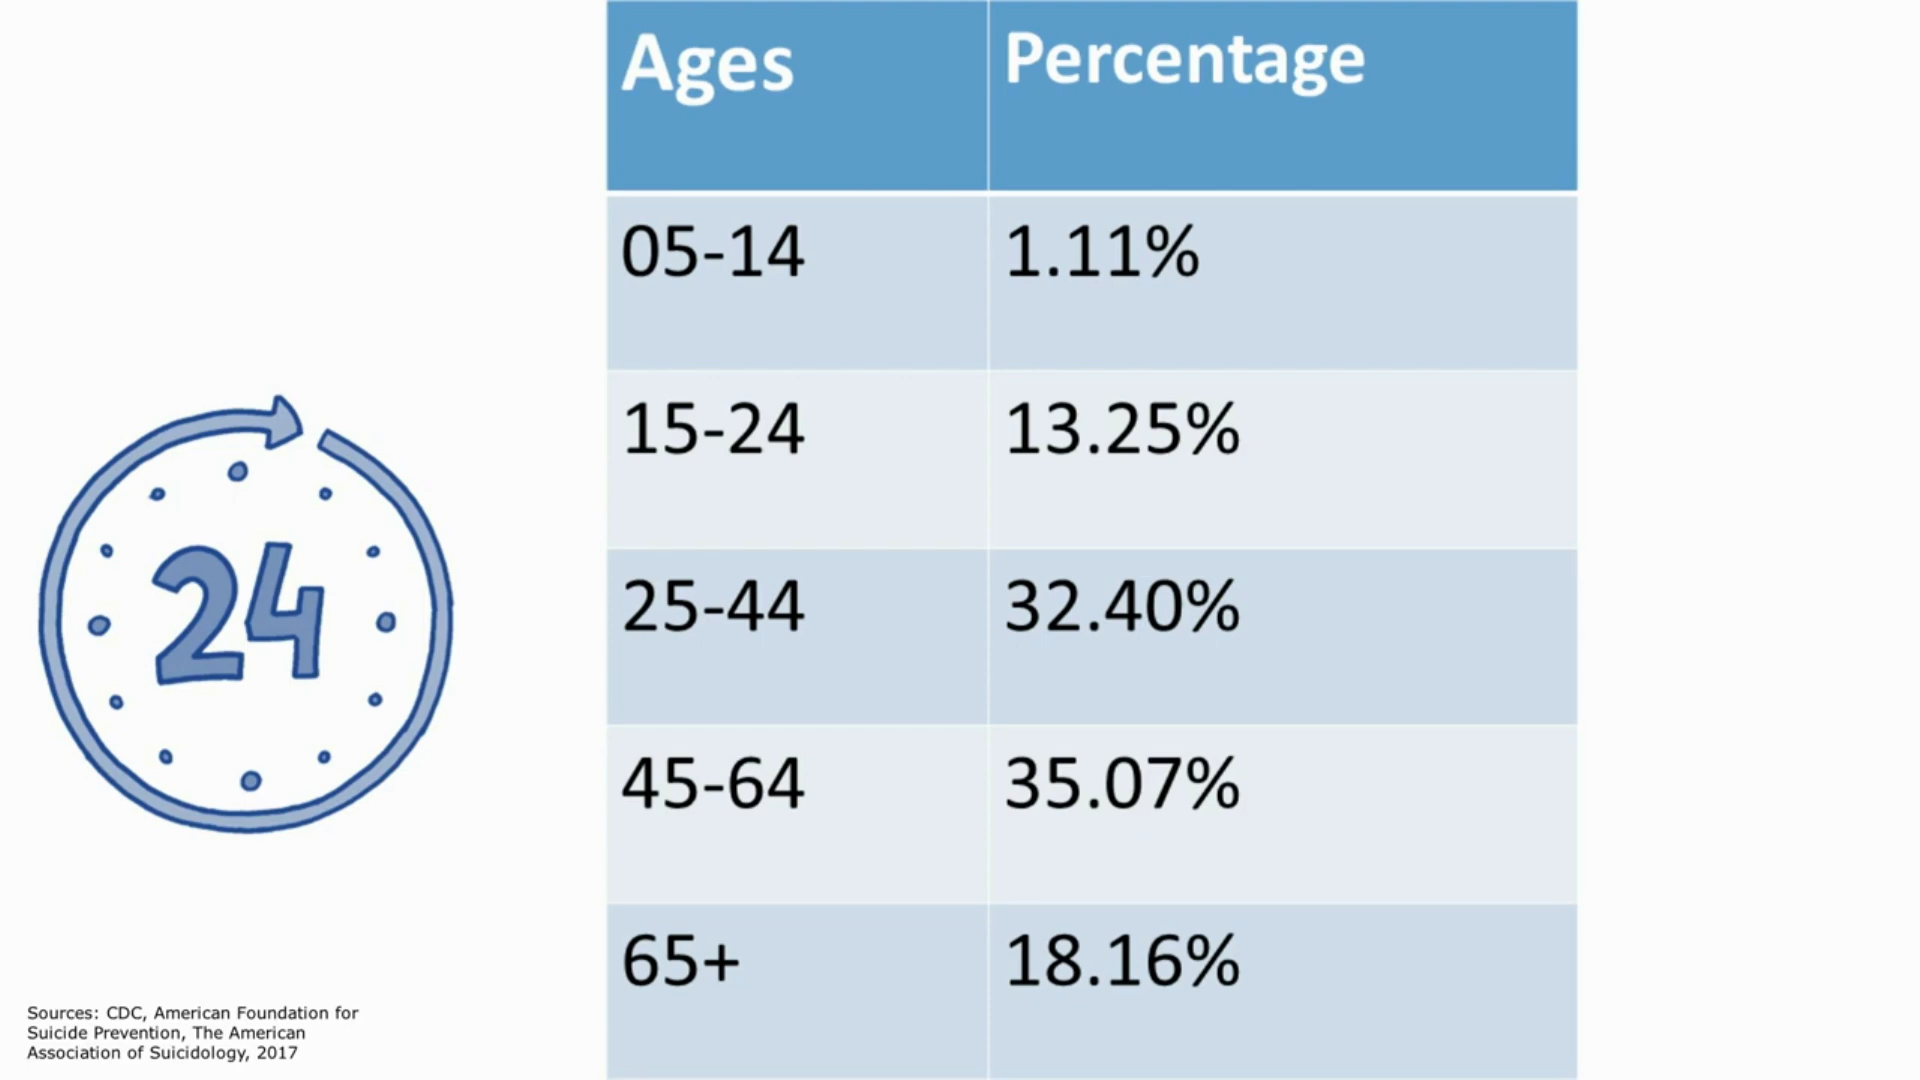 Ages Percentage
05-14 1.11%
15-24 13.25%
25-44 32.40%
45-64 35.07%
65+ 18.16%
24
Sources: CDC, American Foundation for
Suicide Prevention, The American
Association of Suicidology, 2017